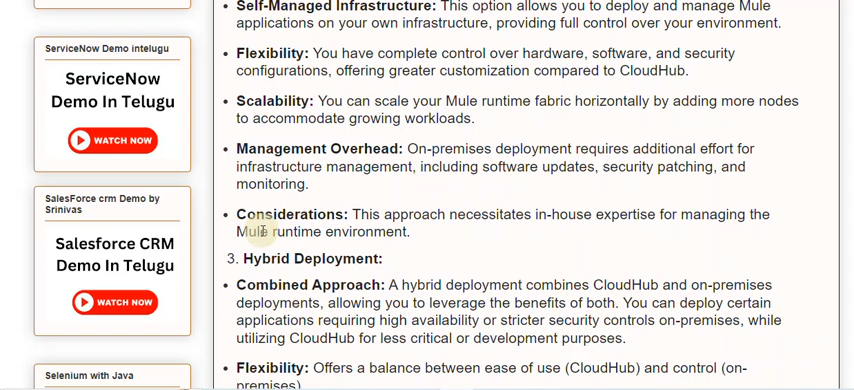 ServiceNow Demo intelugu
ServiceNow
Demo In Telugu
WATCH NOW
SalesForce crm Demo by
Srinivas
Salesforce CRM
Demo In Telugu
WATCH NOW
Selenium with Java
• Self-Managed Infrastructure: This option allows you to deploy and manage Mule
applications on your own infrastructure, providing full control over your environment.
• Flexibility: You have complete control over hardware, software, and security
configurations, offering greater customization compared to CloudHub.
• Scalability: You can scale your Mule runtime fabric horizontally by adding more nodes
to accommodate growing workloads.
• Management Overhead: On-premises deployment requires additional effort for
infrastructure management, including software updates, security patching, and
monitoring.
• Considerations: This approach necessitates in-house expertise for managing the
Mule runtime environment.
3. Hybrid Deployment:
• Combined Approach: A hybrid deployment combines CloudHub and on-premises
deployments, allowing you to leverage the benefits of both. You can deploy certain
applications requiring high availability or stricter security controls on-premises, while
utilizing CloudHub for less critical or development purposes.
• Flexibility: Offers a balance between ease of use (CloudHub) and control (on-
premises)